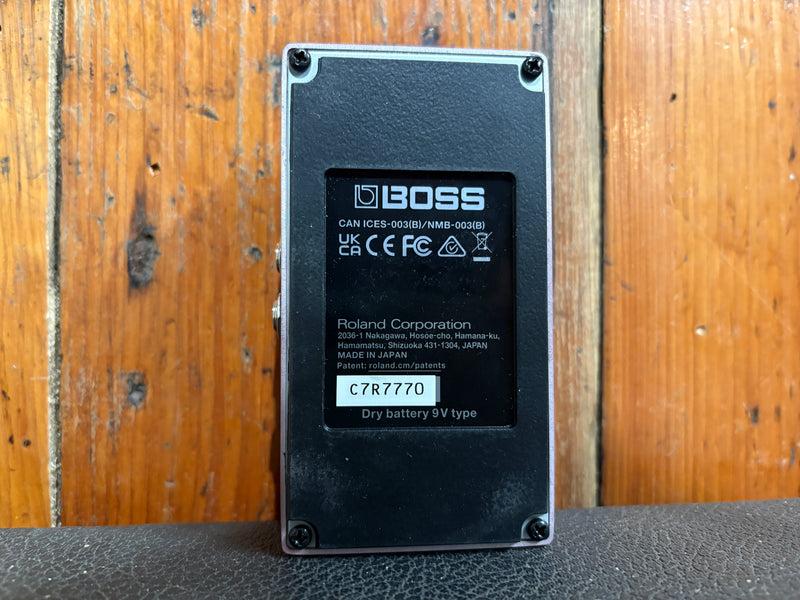 BOSS
CAN ICES-003(B)/NMB-003(B)
UK CA CE FC
Roland Corporation
2036-1 Nakagawa, Hosoe-cho, Hamana-ku,
Hamamatsu, Shizuoka 431-1304, JAPAN
MADE IN JAPAN
Patent: roland.cm/patents
C7R7770
Dry battery 9V type